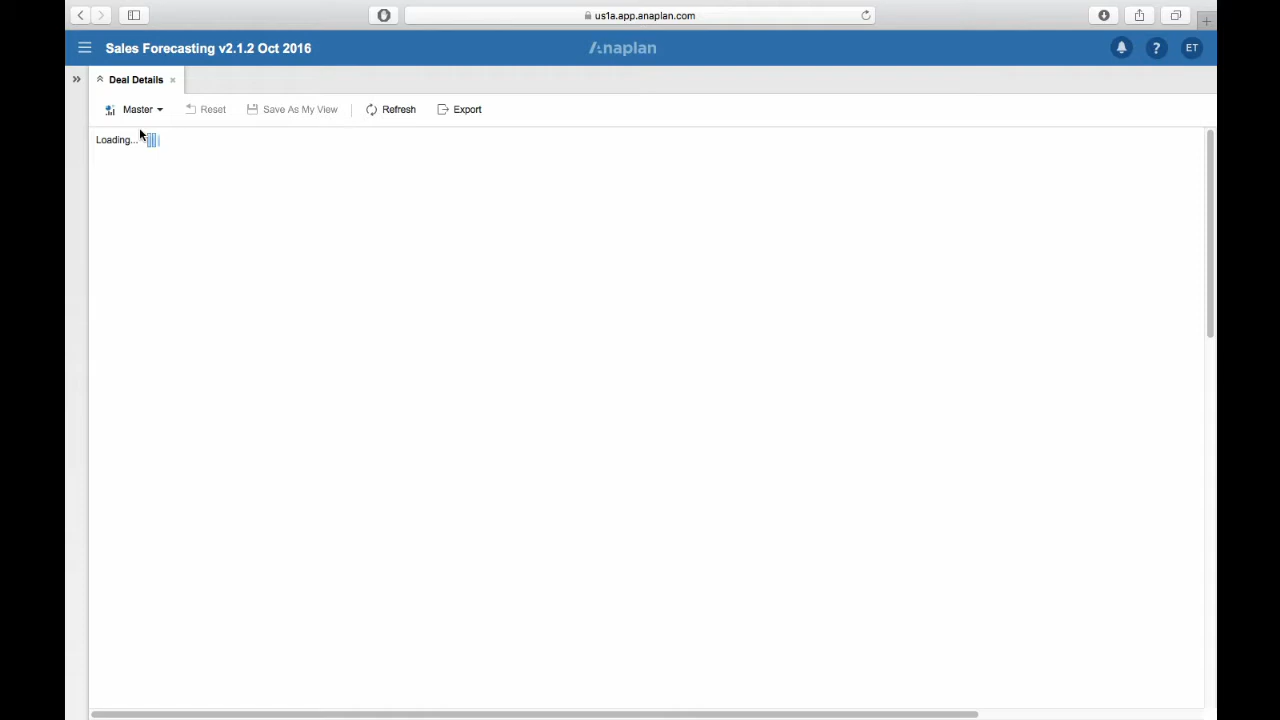 us1a.app.anaplan.com
Sales Forecasting v2.1.2 Oct 2016
Anaplan
? ET
Deal Details
Master Reset Save As My View Refresh Export
Loading...